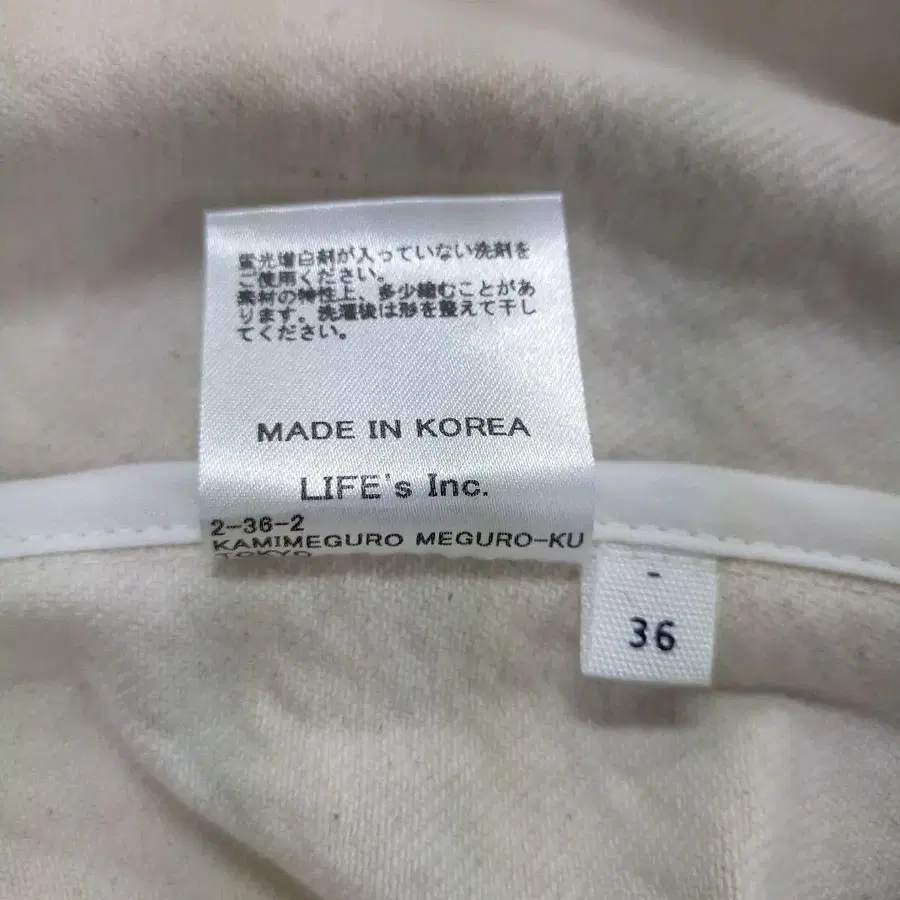 蛍光増白剤が入っていない洗剤を
ご使用ください。
素材の特性上、多少縮むことがあ
ります。洗濯後は形を整えて干し
てください。
MADE IN KOREA
LIFE's Inc.
2-36-2
KAMIMEGURO MEGURO-KU
TOKYO
-
36